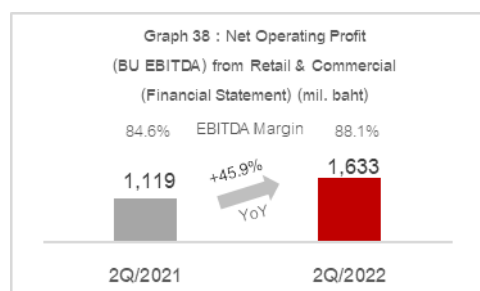 Graph 38 : Net Operating Profit
(BU EBITDA) from Retail & Commercial
(Financial Statement) (mil. baht)
84.6% EBITDA Margin 88.1%
1,119 +45.9% 1,633
YoY
2Q/2021 2Q/2022